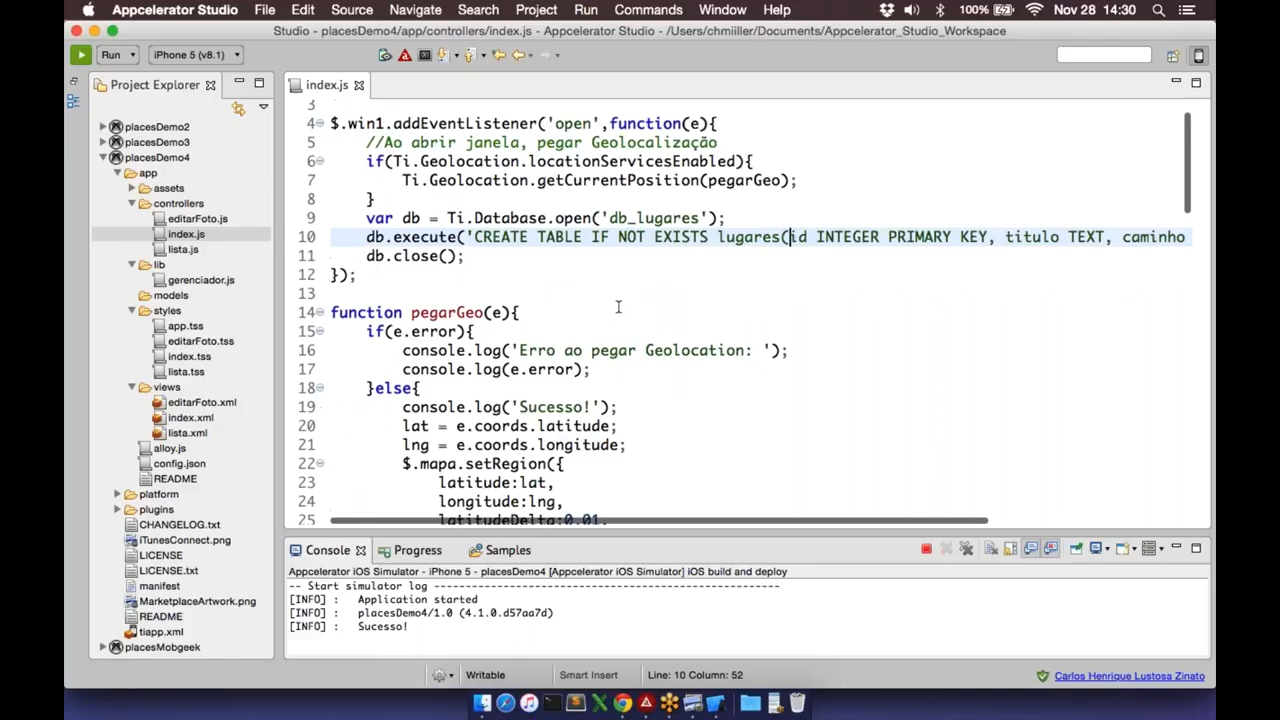 Appcelerator Studio File Edit Source Navigate Search Project Run Commands Window Help 100% Nov 28 14:30
Studio - placesDemo4/app/controllers/index.js - Appcelerator Studio - /Users/chmiiller/Documents/Appcelerator_Studio_Workspace
Run iPhone 5 (v8.1)
Project Explorer
placesDemo2
placesDemo3
placesDemo4
app
assets
controllers
editarFoto.js
index.js
lista.js
lib
gerenciador.js
models
styles
app.tss
editarFoto.tss
index.tss
lista.tss
views
editarFoto.xml
index.xml
lista.xml
alloy.js
config.json
README
platform
plugins
CHANGELOG.txt
iTunesConnect.png
LICENSE
LICENSE.txt
manifest
MarketplaceArtwork.png
README
tiapp.xml
placesMobgeek
index.js
3
4 $.win1.addEventListener('open',function(e){
5 //Ao abrir janela, pegar Geolocalização
6 if(Ti.Geolocation.locationServicesEnabled){
7 Ti.Geolocation.getCurrentPosition(pegarGeo);
8 }
9 var db = Ti.Database.open('db_lugares');
10 db.execute('CREATE TABLE IF NOT EXISTS lugares(id INTEGER PRIMARY KEY, titulo TEXT, caminho
11 db.close();
12 });
13
14 function pegarGeo(e){
15 if(e.error){
16 console.log('Erro ao pegar Geolocation: ');
17 console.log(e.error);
18 }else{
19 console.log('Sucesso!');
20 lat = e.coords.latitude;
21 lng = e.coords.longitude;
22 $.mapa.setRegion({
23 latitude:lat,
24 longitude:lng,
25 latitudeDelta:0.01,
Console Progress Samples
Appcelerator iOS Simulator - iPhone 5 - placesDemo4 [Appcelerator iOS Simulator] iOS build and deploy
-- Start simulator log --------------------------------------------------
[INFO] : Application started
[INFO] : placesDemo4/1.0 (4.1.0.d57aa7d)
[INFO] : Sucesso!
Writable Smart Insert Line: 10 Column: 52 Carlos Henrique Lustosa Zinato